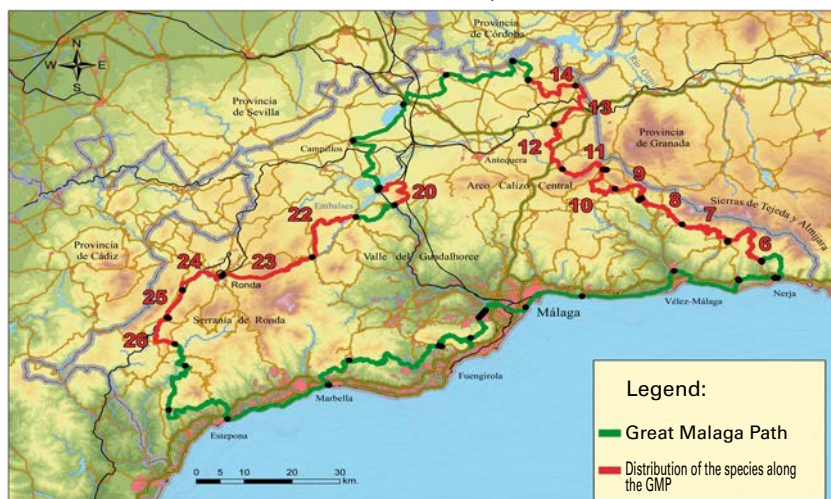 Provincia
de Córdoba
N
W E
S
Río Genil
14
Provincia
de Sevilla
13
Provincia
de Granada
Campillos
12
Antequera
11
9
Arco Calizo Central
20
10
8
Sierras de Tejeda y Almijara
22
Embalses
7
Provincia
de Cádiz
24
23
Valle del Guadalhorce
6
Ronda
25
Vélez-Málaga
Nerja
Serranía de Ronda
Málaga
26
Fuengirola
Marbella
Estepona
Legend:
Great Malaga Path
Distribution of the species along
the GMP
0 5 10 20 30
km.